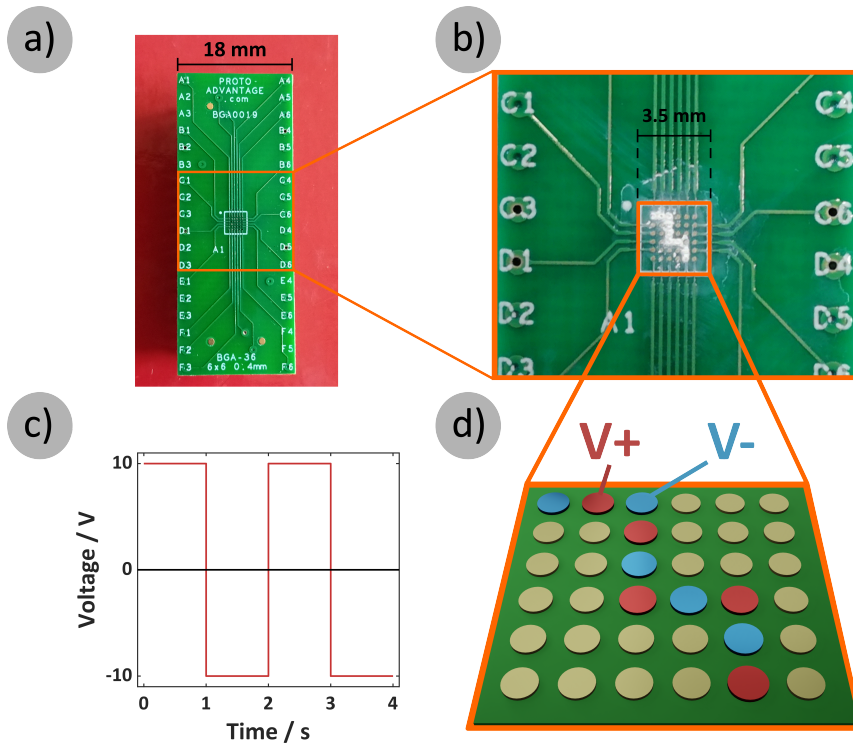 a)
18 mm
PROTO-
ADVANTAGE
.com
BGA0019
A1
A2
A3
B1
B2
B3
C1
C2
C3
D1
D2
D3
E1
E2
E3
F1
F2
F3
A4
A5
A6
B4
B5
B6
C4
C5
C6
D4
D5
D6
E4
E5
E6
F4
F5
F6
A1
BGA-36
6x6 0.4mm
b)
3.5 mm
C1
C2
C3
D1
D2
D3
C4
C5
C6
D4
D5
D6
A1
c)
Voltage / V
10
0
-10
0
1
2
3
4
Time / s
d)
V+
V-